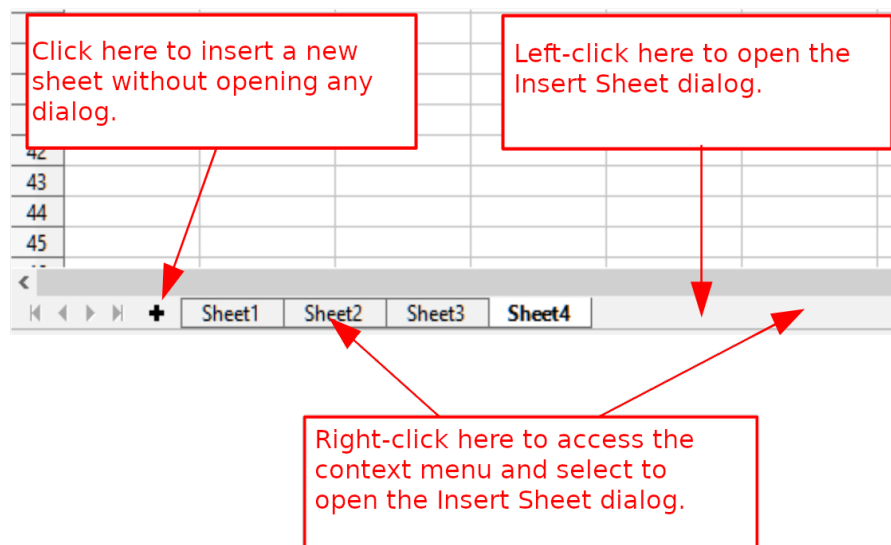 Click here to insert a new
sheet without opening any
dialog.
Left-click here to open the
Insert Sheet dialog.
42
43
44
45
Sheet1 Sheet2 Sheet3 Sheet4
Right-click here to access the
context menu and select to
open the Insert Sheet dialog.